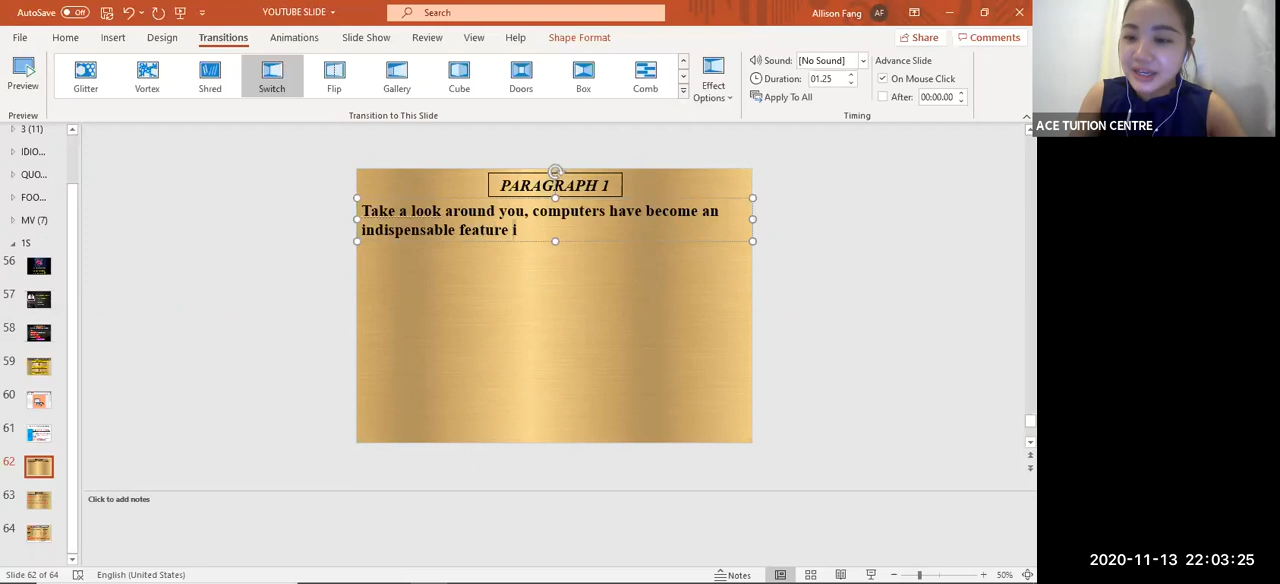 AutoSave Off YOUTUBE SLIDE Search Allison Fang AF
File Home Insert Design Transitions Animations Slide Show Review View Help Shape Format Share Comments
Preview Glitter Vortex Shred Switch Flip Gallery Cube Doors Box Comb Effect Options
Sound: [No Sound] Advance Slide
Duration: 01.25 On Mouse Click
Apply To All After: 00:00.00
Preview Transition to This Slide Timing
ACE TUITION CENTRE
3 (11)
IDIO...
QUO...
FOO...
MV (7)
1S
56
57
58
59
60
61
62
63
64
PARAGRAPH 1
Take a look around you, computers have become an
indispensable feature i
Click to add notes
2020-11-13 22:03:25
Slide 62 of 64 English (United States) Notes 50%